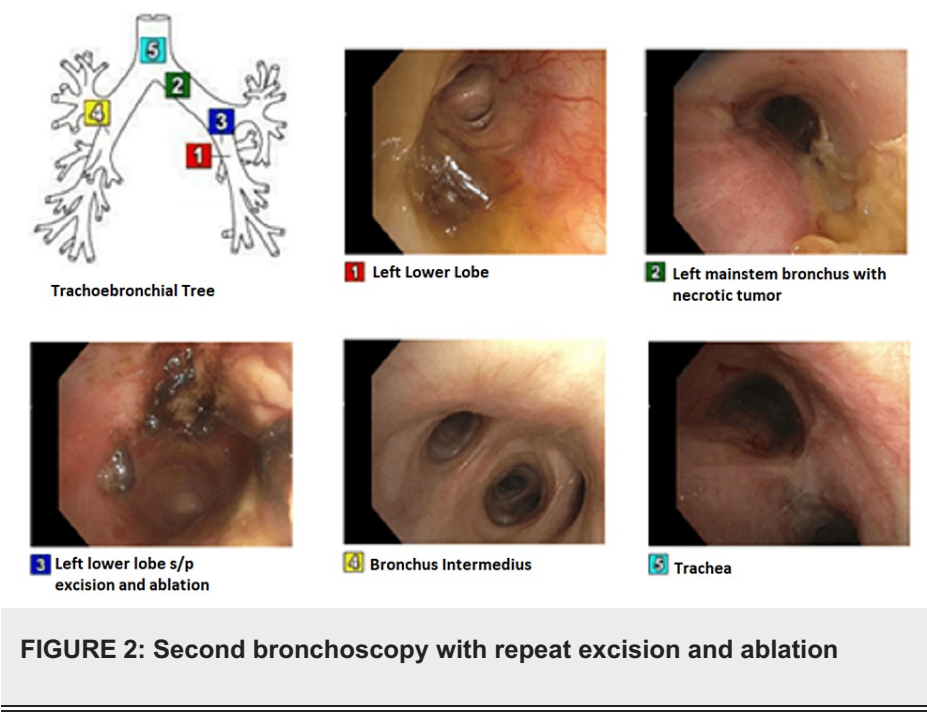 5
2
4
3
1
Trachoebronchial Tree
1 Left Lower Lobe
2 Left mainstem bronchus with
necrotic tumor
3 Left lower lobe s/p
excision and ablation
4 Bronchus Intermedius
5 Trachea
FIGURE 2: Second bronchoscopy with repeat excision and ablation